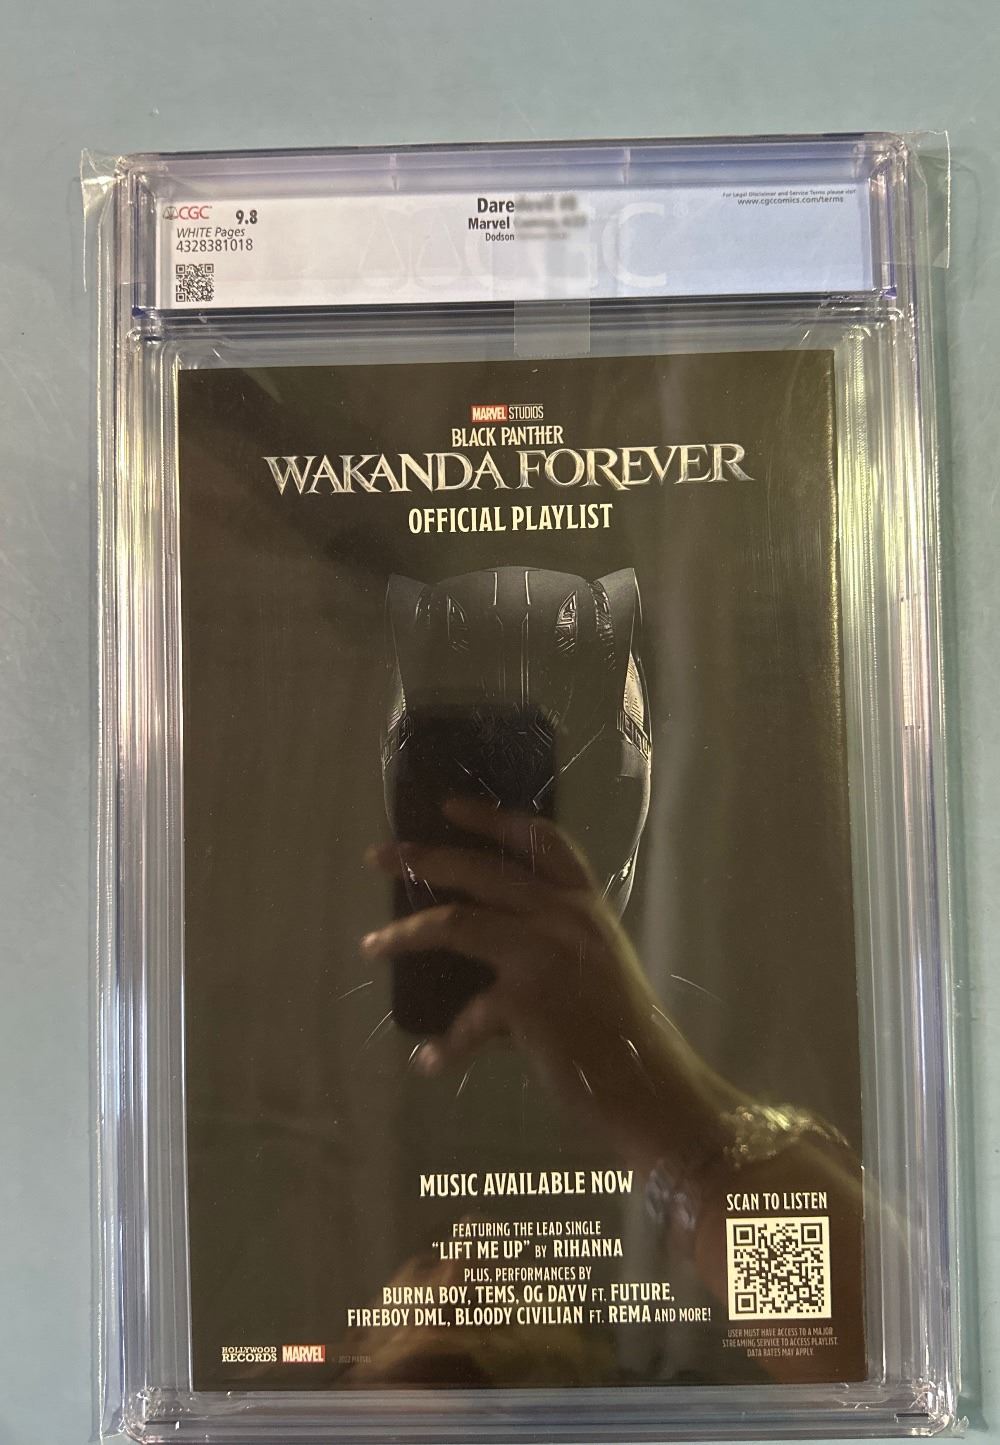 CGC
9.8
WHITE Pages
4328381018
Dare
Marvel
Dodson
For Legal Disclaimer and Service Terms please visit
www.cgccomics.com/terms
CGC
MARVEL STUDIOS
BLACK PANTHER
WAKANDA FOREVER
OFFICIAL PLAYLIST
MUSIC AVAILABLE NOW
FEATURING THE LEAD SINGLE
“LIFT ME UP” BY RIHANNA
PLUS, PERFORMANCES BY
BURNA BOY, TEMS, OG DAYV FT. FUTURE,
FIREBOY DML, BLOODY CIVILIAN FT. REMA AND MORE!
SCAN TO LISTEN
USER MUST HAVE ACCESS TO A MAJOR
STREAMING SERVICE TO ACCESS PLAYLIST.
DATA RATES MAY APPLY.
HOLLYWOOD
RECORDS MARVEL © 2022 MARVEL